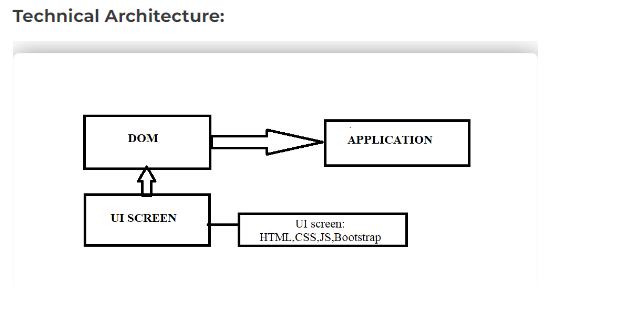 Technical Architecture:
DOM
APPLICATION
UI SCREEN
UI screen:
HTML,CSS,JS,Bootstrap